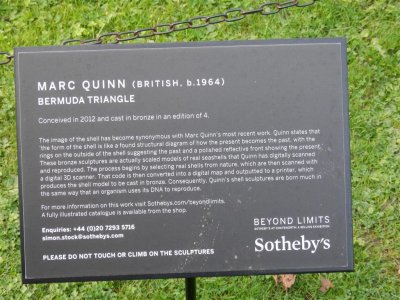 MARC QUINN (BRITISH, b.1964)
BERMUDA TRIANGLE
Conceived in 2012 and cast in bronze in an edition of 4.
The image of the shell has become synonymous with Marc Quinn's most recent work. Quinn states that
'the form of the shell is like a found structural diagram of how the present becomes the past, with the
rings on the outside of the shell suggesting the past and a polished reflective front showing the present.'
These bronze sculptures are actually scaled models of real seashells that Quinn has digitally scanned
and reproduced. The process begins by selecting real shells from nature, which are then scanned with
a digital 3D scanner. That code is then converted into a digital map and outputted to a printer, which
produces the shell model to be cast in bronze. Consequently, Quinn's shell sculptures are born much in
the same way that an organism uses its DNA to reproduce.
For more information on this work visit Sothebys.com/beyondlimits.
A fully illustrated catalogue is available from the shop.
Enquiries: +44 (0)20 7293 5716
simon.stock@sothebys.com
PLEASE DO NOT TOUCH OR CLIMB ON THE SCULPTURES
BEYOND LIMITS
SOTHEBY'S AT CHATSWORTH: A SELLING EXHIBITION
Sotheby's